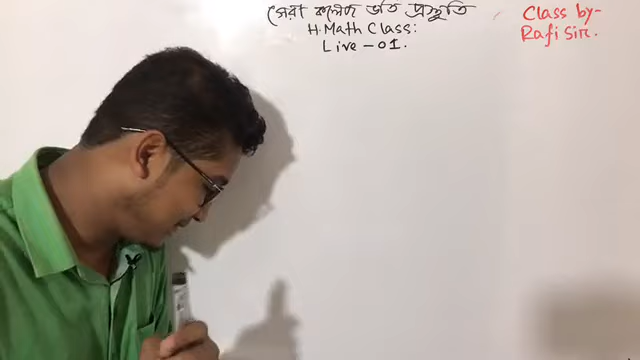 সেরা কলেজ ভর্তি প্রস্তুতি
H.Math Class:
Live - 01.
Class by-
Rafi Sir.